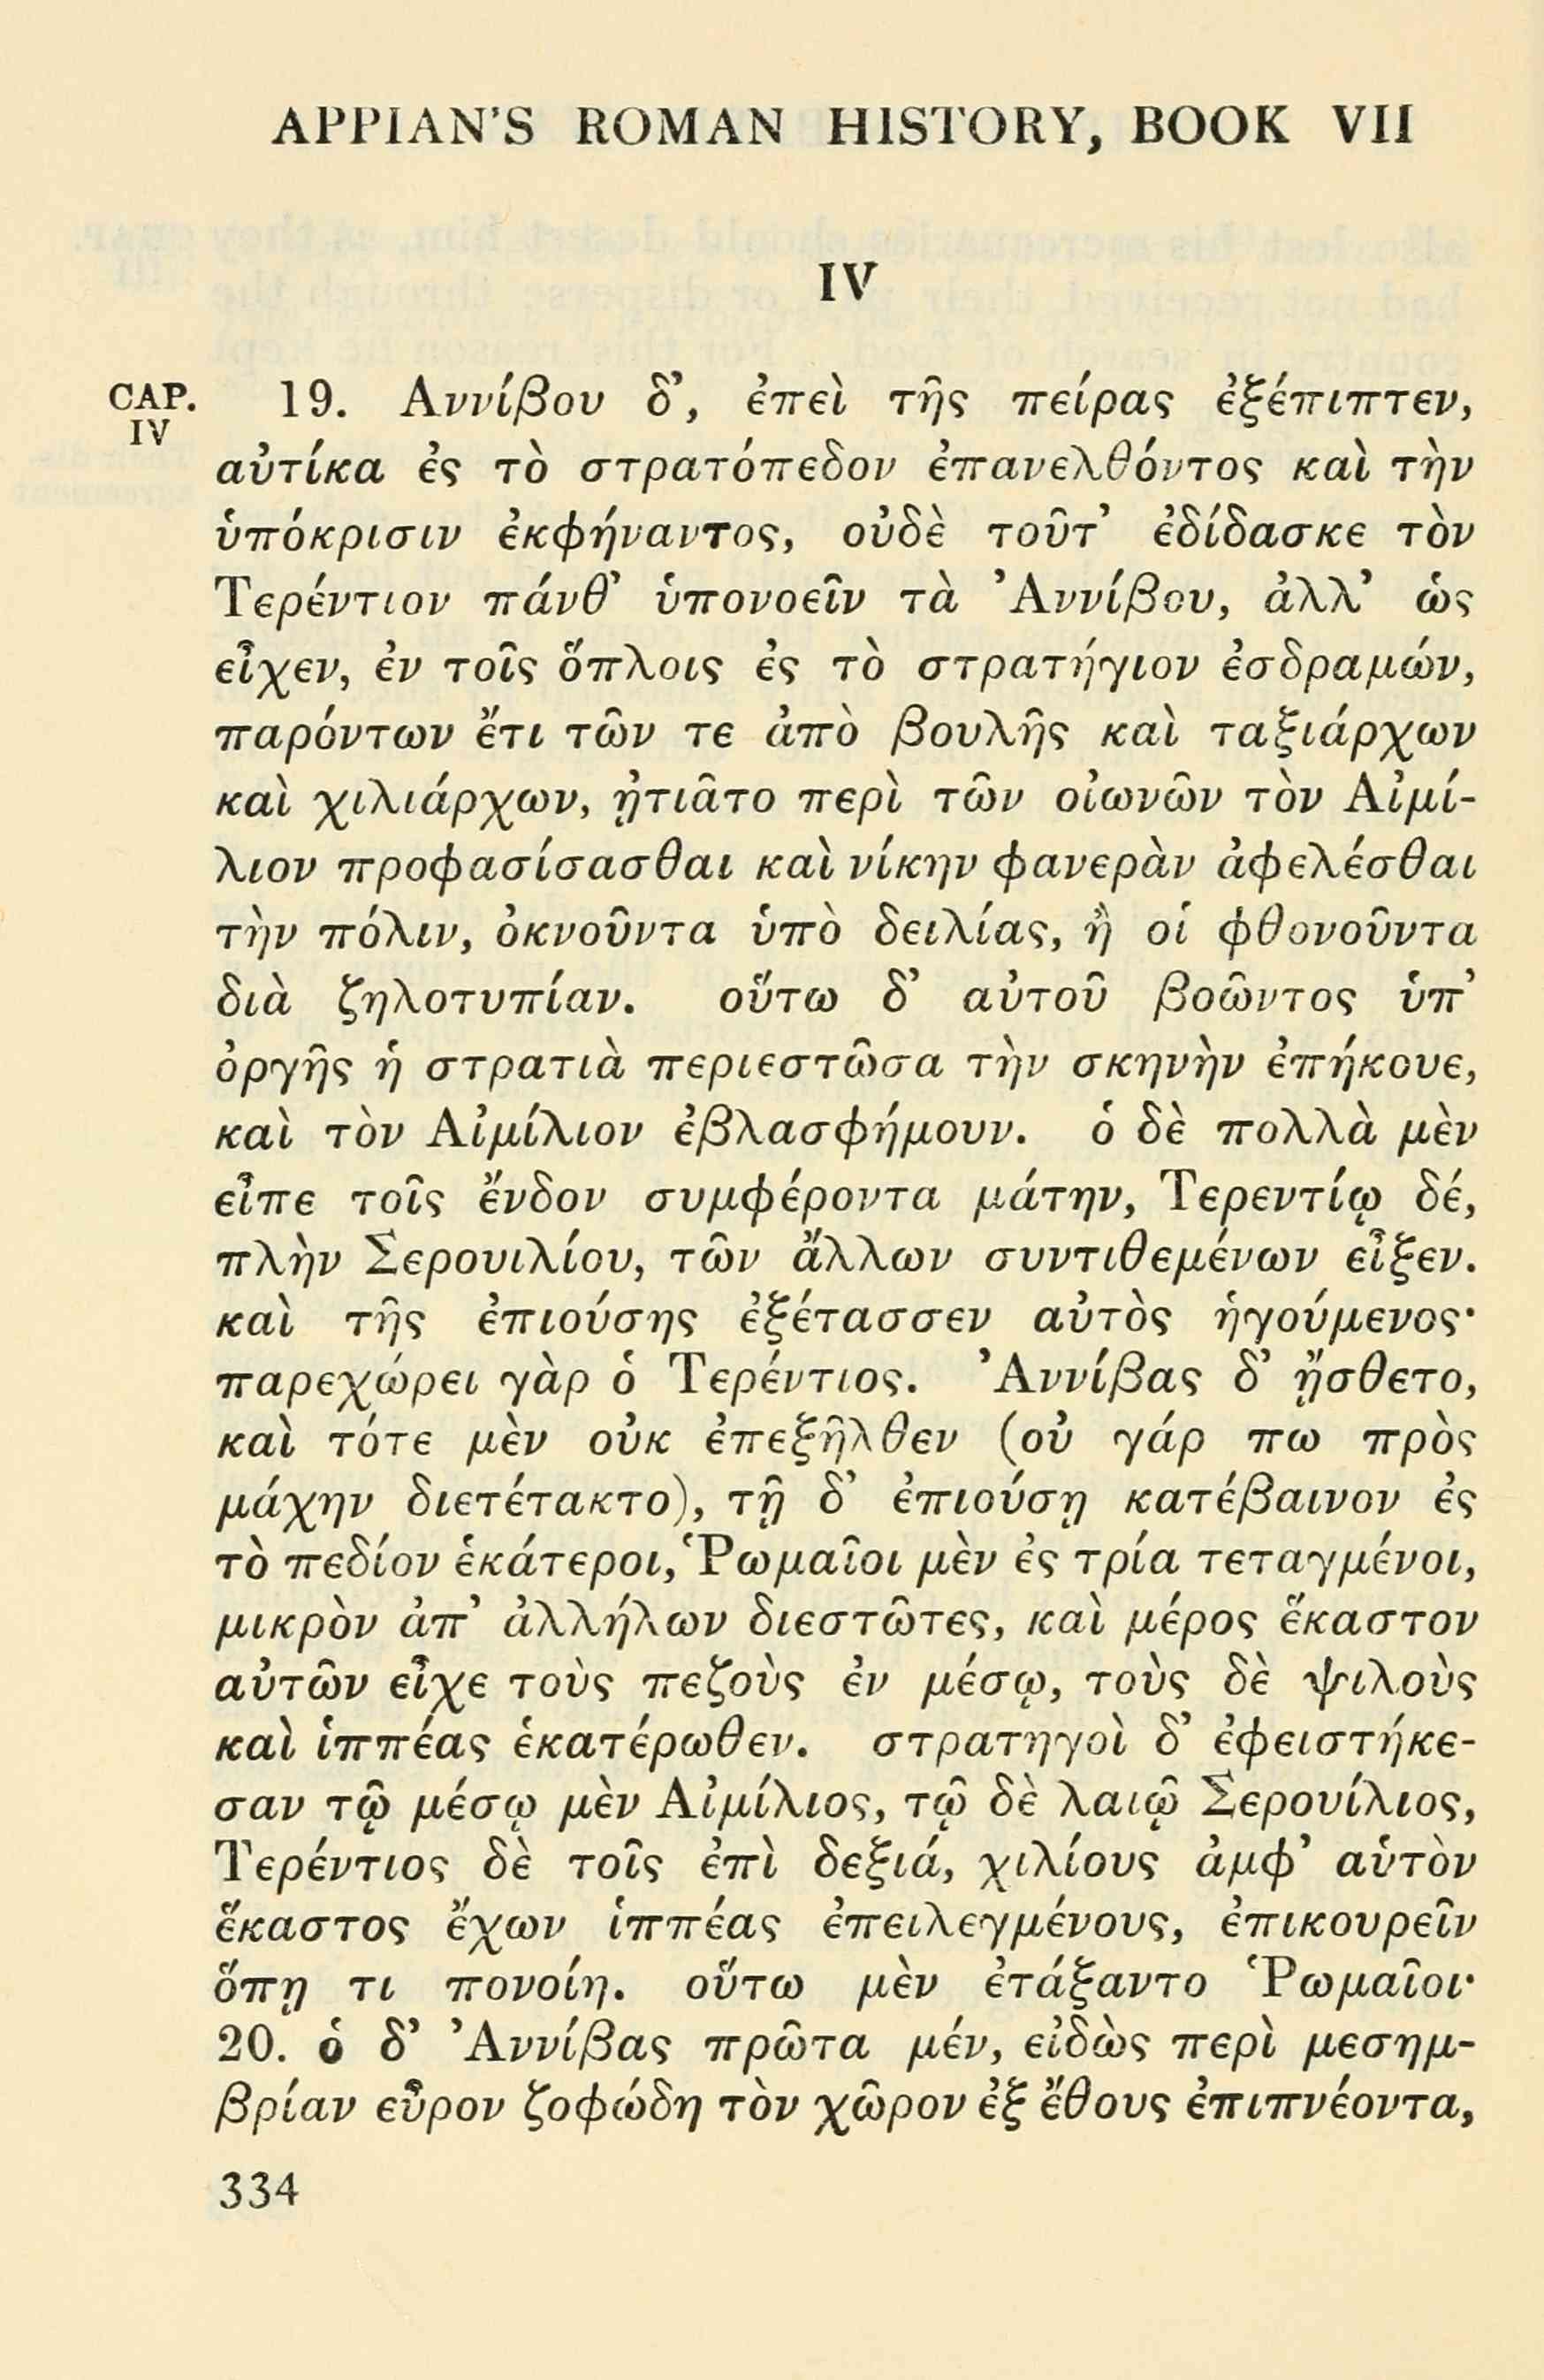 APPIAN'S ROMAN HISTORY, BOOK VII
IV
CAP. IV
19. Αννίβου δ', ἐπεὶ τῆς πείρας ἐξέπιπτεν,
αὐτίκα ἐς τὸ στρατόπεδον ἐπανελθόντος καὶ τὴν
ὑπόκρισιν ἐκφήναντος, οὐδὲ τοῦτ' ἐδίδασκε τὸν
Τερέντιον πάνθ' ὑπονοεῖν τὰ Ἀννίβου, ἀλλ' ὡς
εἶχεν, ἐν τοῖς ὅπλοις ἐς τὸ στρατήγιον ἐσδραμών,
παρόντων ἔτι τῶν τε ἀπὸ βουλῆς καὶ ταξιάρχων
καὶ χιλιάρχων, ᾐτιᾶτο περὶ τῶν οἰωνῶν τὸν Αἰμί-
λιον προφασίσασθαι καὶ νίκην φανερὰν ἀφελέσθαι
τὴν πόλιν, ὀκνοῦντα ὑπὸ δειλίας, ἢ οἱ φθονοῦντα
διὰ ζηλοτυπίαν. οὕτω δ' αὐτοῦ βοῶντος ὑπ'
ὀργῆς ἡ στρατιὰ περιεστῶσα τὴν σκηνὴν ἐπήκουε,
καὶ τὸν Αἰμίλιον ἐβλασφήμουν. ὁ δὲ πολλὰ μὲν
εἶπε τοῖς ἔνδον συμφέροντα μάτην, Τερεντίῳ δέ,
πλὴν Σερουιλίου, τῶν ἄλλων συντιθεμένων εἶξεν.
καὶ τῆς ἐπιούσης ἐξέτασσεν αὐτὸς ἡγούμενος·
παρεχώρει γὰρ ὁ Τερέντιος. Ἀννίβας δ' ᾔσθετο,
καὶ τότε μὲν οὐκ ἐπεξῆλθεν (οὐ γάρ πω πρὸς
μάχην διετέτακτο), τῇ δ' ἐπιούσῃ κατέβαινον ἐς
τὸ πεδίον ἑκάτεροι, Ῥωμαῖοι μὲν ἐς τρία τεταγμένοι,
μικρὸν ἀπ' ἀλλήλων διεστῶτες, καὶ μέρος ἕκαστον
αὐτῶν εἶχε τοὺς πεζοὺς ἐν μέσῳ, τοὺς δὲ ψιλοὺς
καὶ ἱππέας ἑκατέρωθεν. στρατηγοὶ δ' ἐφειστήκε-
σαν τῷ μέσῳ μὲν Αἰμίλιος, τῷ δὲ λαιῷ Σερουίλιος,
Τερέντιος δὲ τοῖς ἐπὶ δεξιά, χιλίους ἀμφ' αὑτὸν
ἕκαστος ἔχων ἱππέας ἐπειλεγμένους, ἐπικουρεῖν
ὅπῃ τι πονοίη. οὕτω μὲν ἐτάξαντο Ῥωμαῖοι·
20. ὁ δ' Ἀννίβας πρῶτα μέν, εἰδὼς περὶ μεσημ-
βρίαν εὖρον ζοφώδη τὸν χῶρον ἐξ ἔθους ἐπιπνέοντα,
334